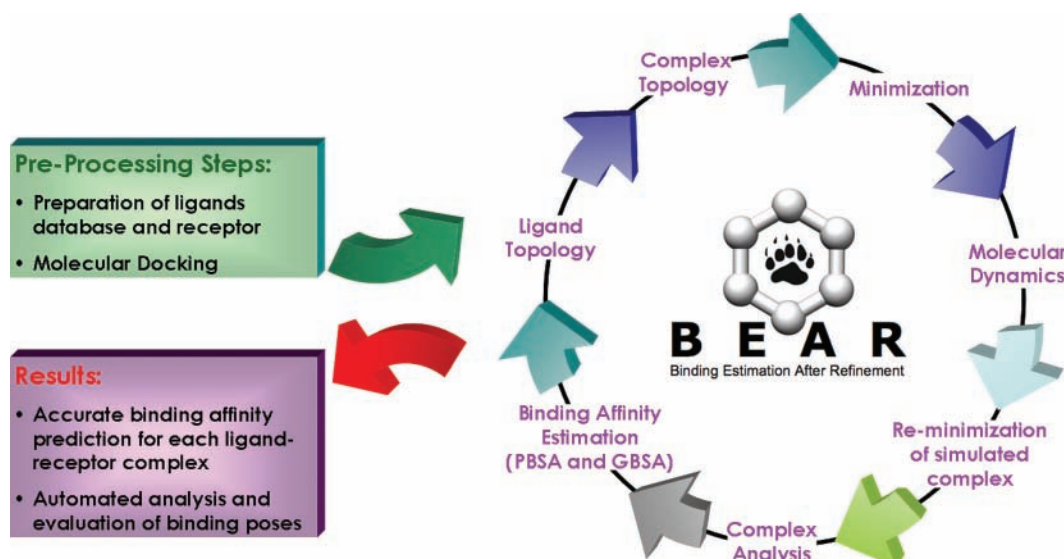 Pre-Processing Steps:
• Preparation of ligands
database and receptor
• Molecular Docking
Results:
• Accurate binding affinity
prediction for each ligand-
receptor complex
• Automated analysis and
evaluation of binding poses
Ligand
Topology
Complex
Topology
Minimization
Molecular
Dynamics
Re-minimization
of simulated
complex
Complex
Analysis
Binding Affinity
Estimation
(PBSA and GBSA)
BEAR
Binding Estimation After Refinement